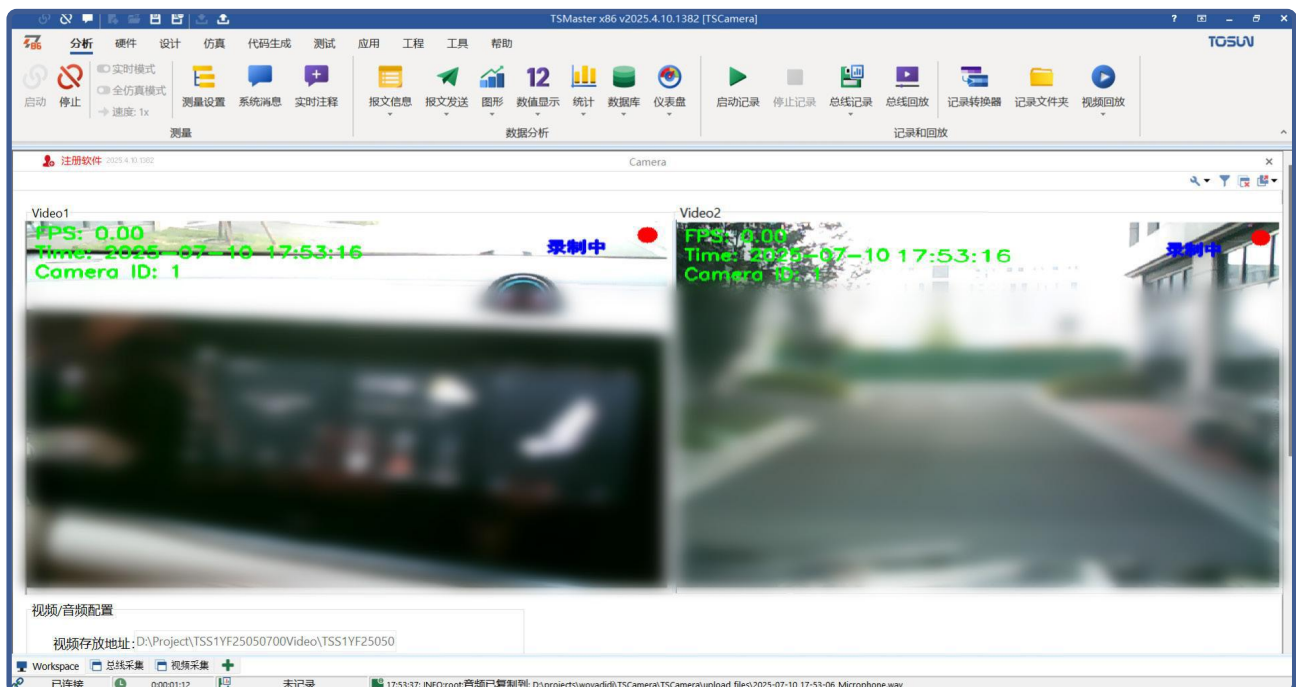 TSMaster x86 v2025.4.10.1382 [TSCamera]
分析 硬件 设计 仿真 代码生成 测试 应用 工程 工具 帮助
TOSUN
启动 停止 实时模式 全仿真模式 速度: 1x 测量设置 系统消息 实时注释 报文信息 报文发送 图形 12 数值显示 统计 数据库 仪表盘 启动记录 停止记录 总线记录 总线回放 记录转换器 记录文件夹 视频回放
测量 数据分析 记录和回放
注册软件 2025.4.10.1302 Camera
Video1 Video2
FPS: 0.00
Time: 2025-07-10 17:53:16
Camera ID: 1
录制中
FPS: 0.00
Time: 2025-07-10 17:53:16
Camera ID: 1
录制中
视频/音频配置
视频存放地址: D:\Project\TSS1YF25050700Video\TSS1YF25050
Workspace 总线采集 视频采集
已连接 0:00:01:12 未记录 17:53:37: INFO:root:音频已复制到: D:\projects\woyadidi\TSCamera\TSCamera\upload_files\2025-07-10_17-53-06_Microphone.wav